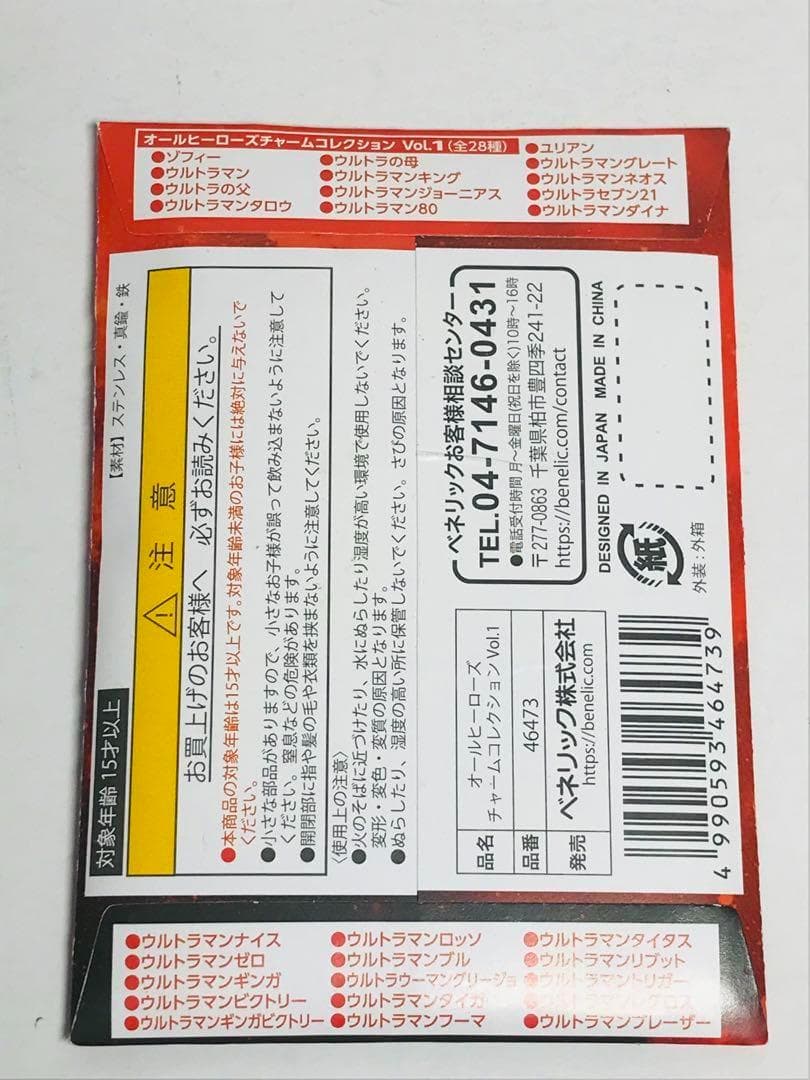 オールヒーローズチャームコレクション Vol.1 (全28種)
●ゾフィー
●ウルトラマン
●ウルトラの父
●ウルトラマンタロウ
●ウルトラの母
●ウルトラマンキング
●ウルトラマンジョーニアス
●ウルトラマン80
●ユリアン
●ウルトラマングレート
●ウルトラマンネオス
●ウルトラセブン21
●ウルトラマンダイナ
対象年齢 15才以上
【素材】ステンレス・真鍮・鉄
注 意
お買上げのお客様へ 必ずお読みください。
●本商品の対象年齢は15才以上です。対象年齢未満のお子様には絶対に与えないで
ください。
●小さな部品がありますので、小さなお子様が誤って飲み込まないように注意して
ください。窒息などの危険があります。
●開閉部に指や髪の毛や衣類を挟まないように注意してください。
〈使用上の注意〉
●火のそばに近づけたり、水にぬらしたり湿度が高い環境で使用しないでください。
変形・変色・変質の原因となります。
●ぬらしたり、湿度の高い所に保管しないでください。さびの原因となります。
品名 オールヒーローズ
チャームコレクション Vol.1
品番 46473
発売 ベネリック株式会社
https://benelic.com
4 990593 464739
ベネリックお客様相談センター
TEL.04-7146-0431
●電話受付時間 月〜金曜日(祝日を除く)10時〜16時
〒277-0863 千葉県柏市豊四季241-22
https://benelic.com/contact
DESIGNED IN JAPAN MADE IN CHINA
紙
外装:外箱
●ウルトラマンナイス
●ウルトラマンゼロ
●ウルトラマンギンガ
●ウルトラマンビクトリー
●ウルトラマンギンガビクトリー
●ウルトラマンロッソ
●ウルトラマンブル
●ウルトラウーマングリージョ
●ウルトラマンタイガ
●ウルトラマンフーマ
●ウルトラマンタイタス
●ウルトラマンリブット
●ウルトラマントリガー
●ウルトラマンレグロス
●ウルトラマンブレーザー